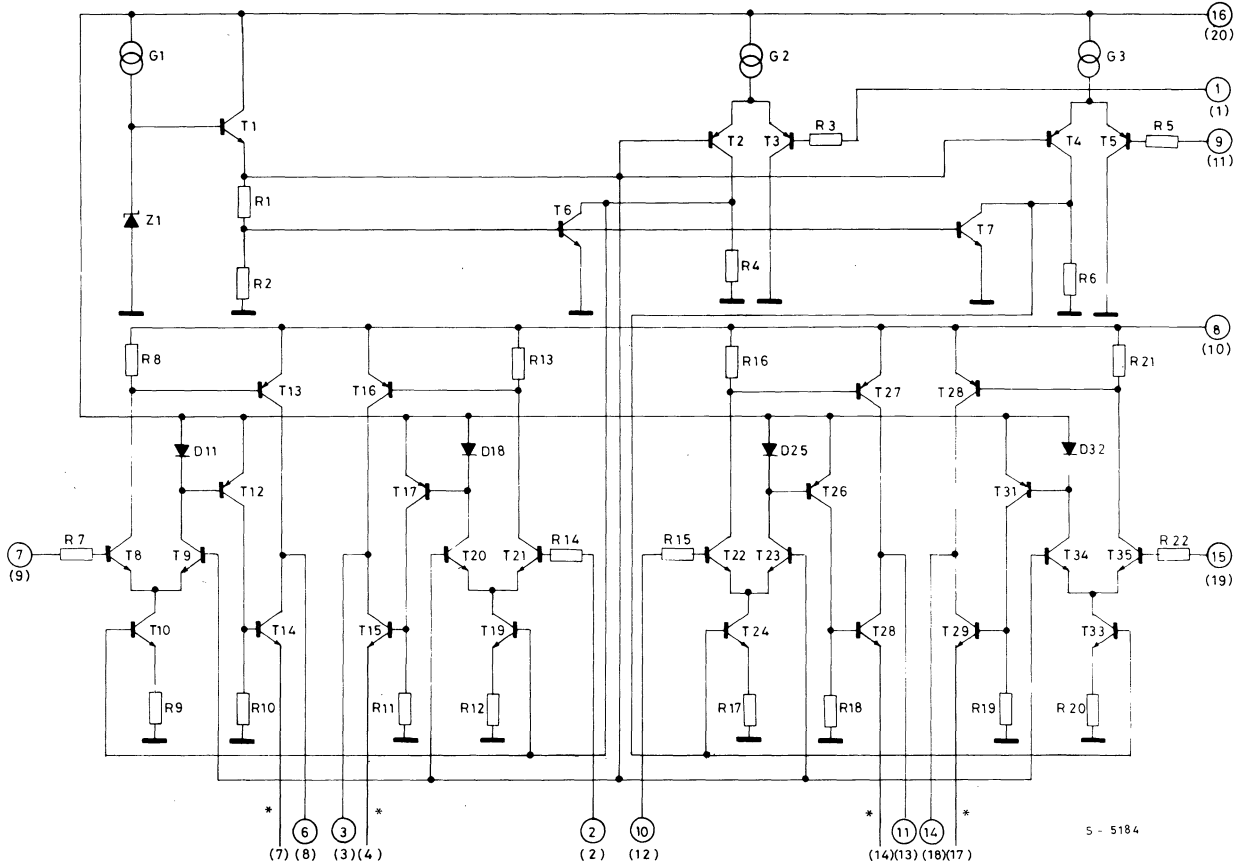 16
(20)
G1
G2
G3
1
(1)
T1
T2
T3
R3
T4
T5
R5
9
(11)
R1
T6
T7
Z1
R2
R4
R6
R8
R13
R16
R21
8
(10)
T13
T16
T27
T28
D11
D18
D25
D32
T12
T17
T26
T31
7
(9)
R7
T8
T9
T20
T21
R14
R15
T22
T23
T34
T35
R22
15
(19)
T10
T14
T15
T19
T24
T28
T29
T33
R9
R10
R11
R12
R17
R18
R19
R20
*
*
*
*
6
3
2
10
11
14
(7)
(8)
(3)
(4)
(2)
(12)
(14)
(13)
(18)
(17)
S - 5184